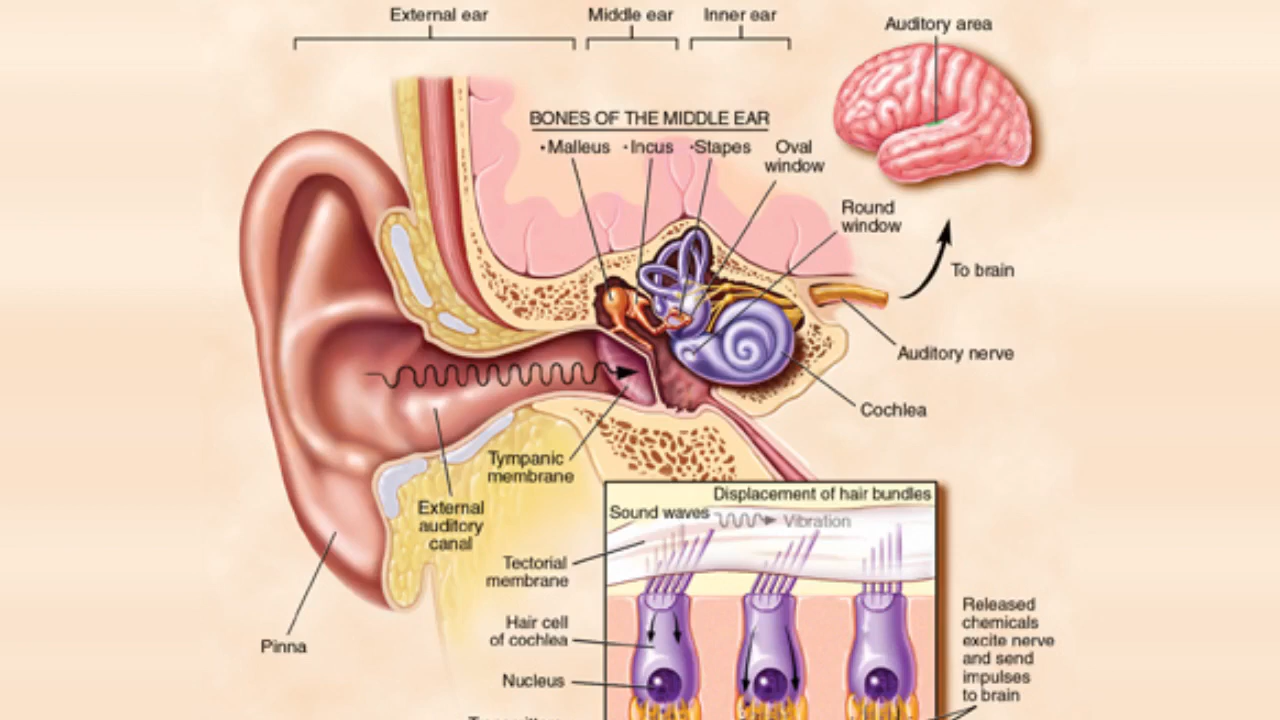 External ear
Middle ear
Inner ear
Auditory area
BONES OF THE MIDDLE EAR
•Malleus •Incus •Stapes
Oval
window
Round
window
To brain
Auditory nerve
Cochlea
Tympanic
membrane
External
auditory
canal
Pinna
Displacement of hair bundles
Sound waves
Vibration
Tectorial
membrane
Hair cell
of cochlea
Nucleus
Released
chemicals
excite nerve
and send
impulses
to brain